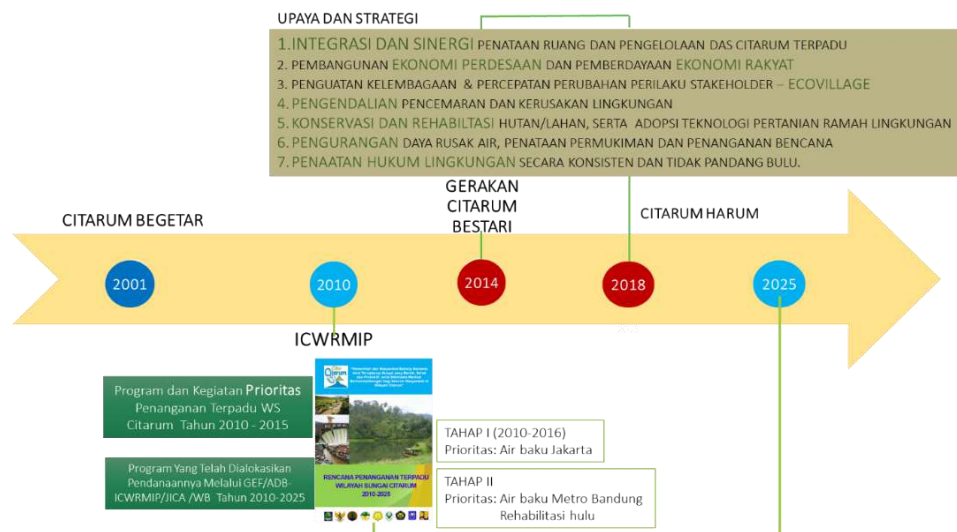 UPAYA DAN STRATEGI
1. INTEGRASI DAN SINERGI PENATAAN RUANG DAN PENGELOLAAN DAS CITARUM TERPADU
2. PEMBANGUNAN EKONOMI PERDESAAN DAN PEMBERDAYAAN EKONOMI RAKYAT
3. PENGUATAN KELEMBAGAAN & PERCEPATAN PERUBAHAN PERILAKU STAKEHOLDER – ECOVILLAGE
4. PENGENDALIAN PENCEMARAN DAN KERUSAKAN LINGKUNGAN
5. KONSERVASI DAN REHABILTASI HUTAN/LAHAN, SERTA ADOPSI TEKNOLOGI PERTANIAN RAMAH LINGKUNGAN
6. PENGURANGAN DAYA RUSAK AIR, PENATAAN PERMUKIMAN DAN PENANGANAN BENCANA
7. PENAATAN HUKUM LINGKUNGAN SECARA KONSISTEN DAN TIDAK PANDANG BULU.
CITARUM BEGETAR
GERAKAN
CITARUM
BESTARI
CITARUM HARUM
2001
2010
2014
2018
2025
ICWRMIP
Program dan Kegiatan Prioritas
Penanganan Terpadu WS
Citarum Tahun 2010 - 2015
Program Yang Telah Dialokasikan
Pendanaannya Melalui GEF/ADB-
ICWRMIP/JICA /WB Tahun 2010-2025
RENCANA PENANGANAN TERPADU
WILAYAH SUNGAI CITARUM
2010-2025
TAHAP I (2010-2016)
Prioritas: Air baku Jakarta
TAHAP II
Prioritas: Air baku Metro Bandung
Rehabilitasi hulu